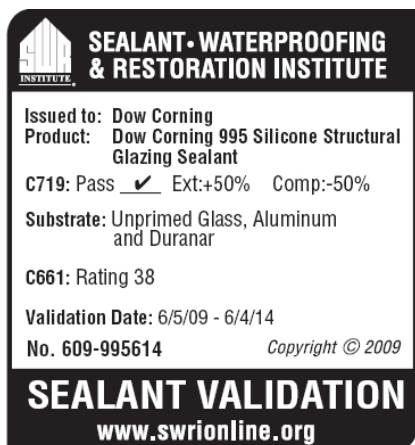 SWR
INSTITUTE®
SEALANT • WATERPROOFING
& RESTORATION INSTITUTE
Issued to: Dow Corning
Product: Dow Corning 995 Silicone Structural
Glazing Sealant
C719: Pass ✔ Ext:+50% Comp:-50%
Substrate: Unprimed Glass, Aluminum
and Duranar
C661: Rating 38
Validation Date: 6/5/09 - 6/4/14
No. 609-995614 Copyright © 2009
SEALANT VALIDATION
www.swrionline.org